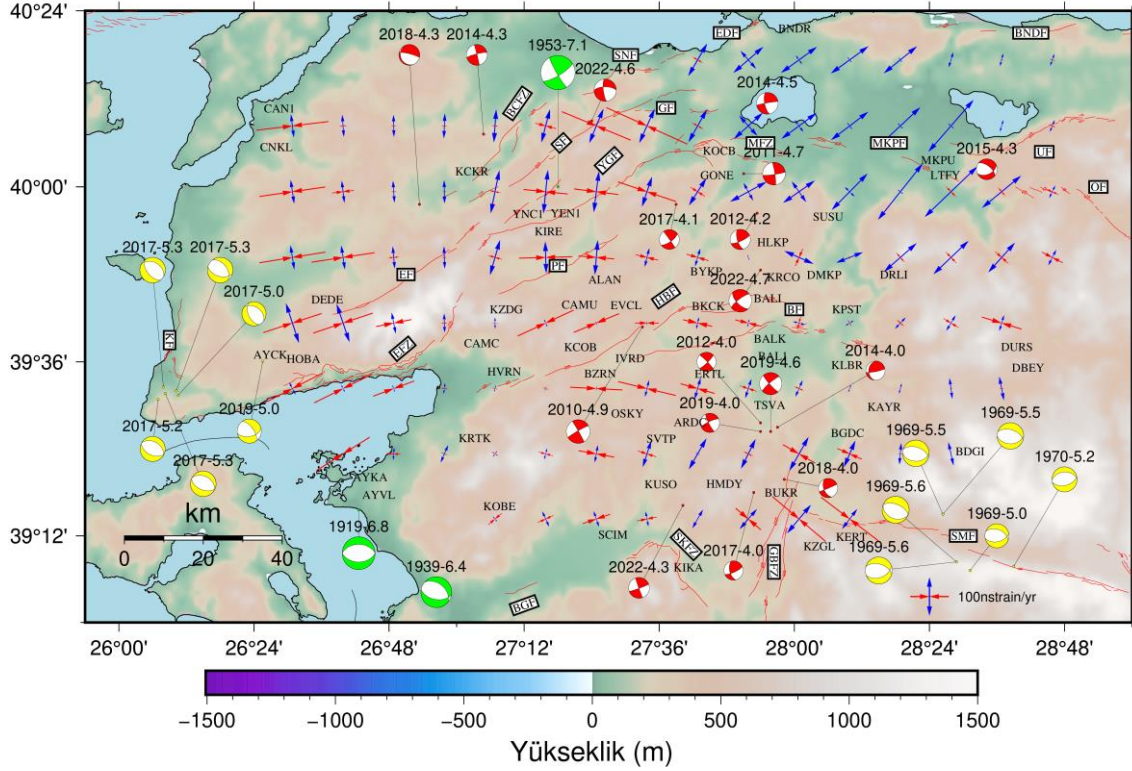 40°24'
40°00'
39°36'
39°12'
2018-4.3
2014-4.3
1953-7.1
SNF
EDF
BNDR
BNDF
2022-4.6
2014-4.5
CAN1
BCFZ
GF
CNKL
SF
YGF
KOCB
MFZ
MKPF
2011-4.7
MKPU
2015-4.3
UF
KCKR
GONE
LTFY
OF
YNC1
YEN1
SUSU
2017-5.3
2017-5.3
KIRE
2017-4.1
2012-4.2
HLKP
EF
PF
ALAN
BYKP
KRCO
DMKP
DRLI
2017-5.0
2022-4.7
DEDE
KZDG
CAMU
EVCL
HBF
BKCK
BALI
BF
KPST
KF
AYCK
HOBA
EFZ
CAMC
KCOB
IVRD
2012-4.0
BALK
BALI
2014-4.0
DURS
HVRN
BZRN
ERTL
2019-4.6
KLBR
DBEY
2019-5.0
2010-4.9
OSKY
2019-4.0
TSVA
KAYR
1969-5.5
2017-5.2
KRTK
SVTP
BGDC
1969-5.5
BDGI
1970-5.2
2017-5.3
AYVL
KUSO
HMDY
BUKR
2018-4.0
1969-5.6
km
KOBE
1919-6.8
SCIM
SKFZ
KZGL
KERT
SMF
1969-5.0
0 20 40
1939-6.4
2022-4.3
KIKA
2017-4.0
GBFZ
1969-5.6
BGF
100nstrain/yr
26°00' 26°24' 26°48' 27°12' 27°36' 28°00' 28°24' 28°48'
−1500 −1000 −500 0 500 1000 1500
Yükseklik (m)